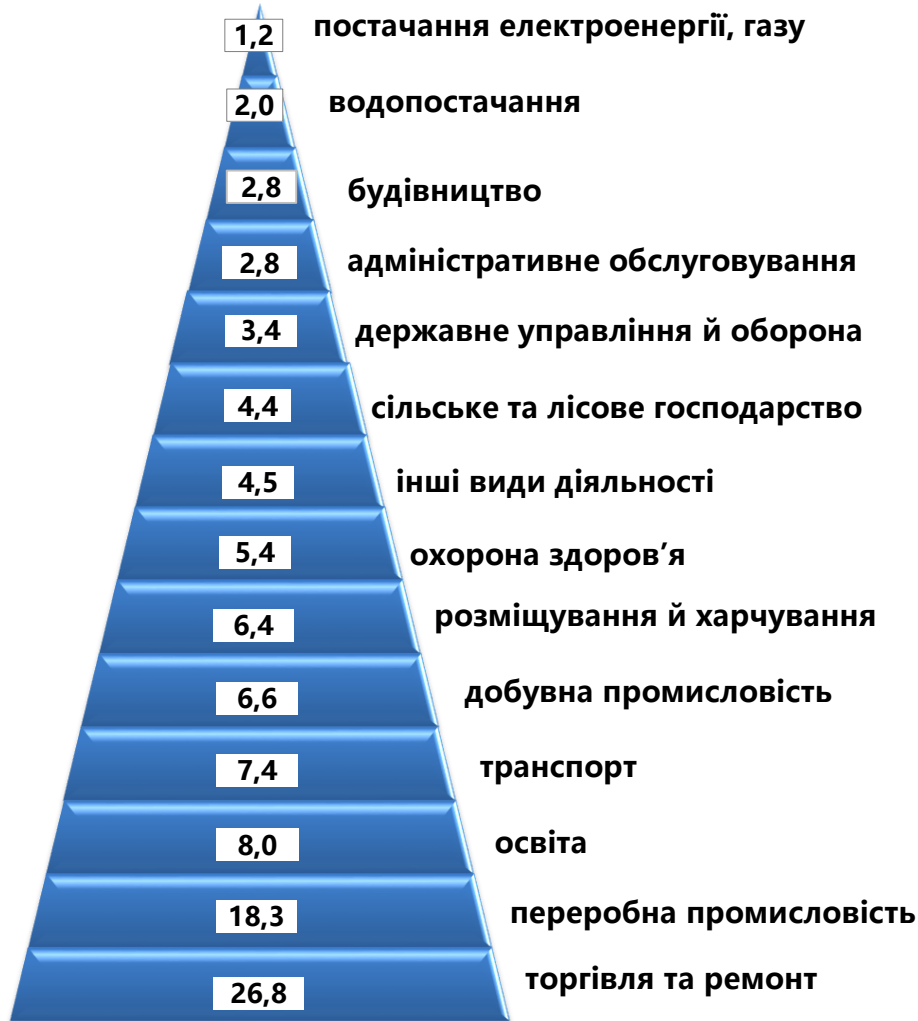 1,2 постачання електроенергії, газу
2,0 водопостачання
2,8 будівництво
2,8 адміністративне обслуговування
3,4 державне управління й оборона
4,4 сільське та лісове господарство
4,5 інші види діяльності
5,4 охорона здоров’я
6,4 розміщування й харчування
6,6 добувна промисловість
7,4 транспорт
8,0 освіта
18,3 переробна промисловість
26,8 торгівля та ремонт